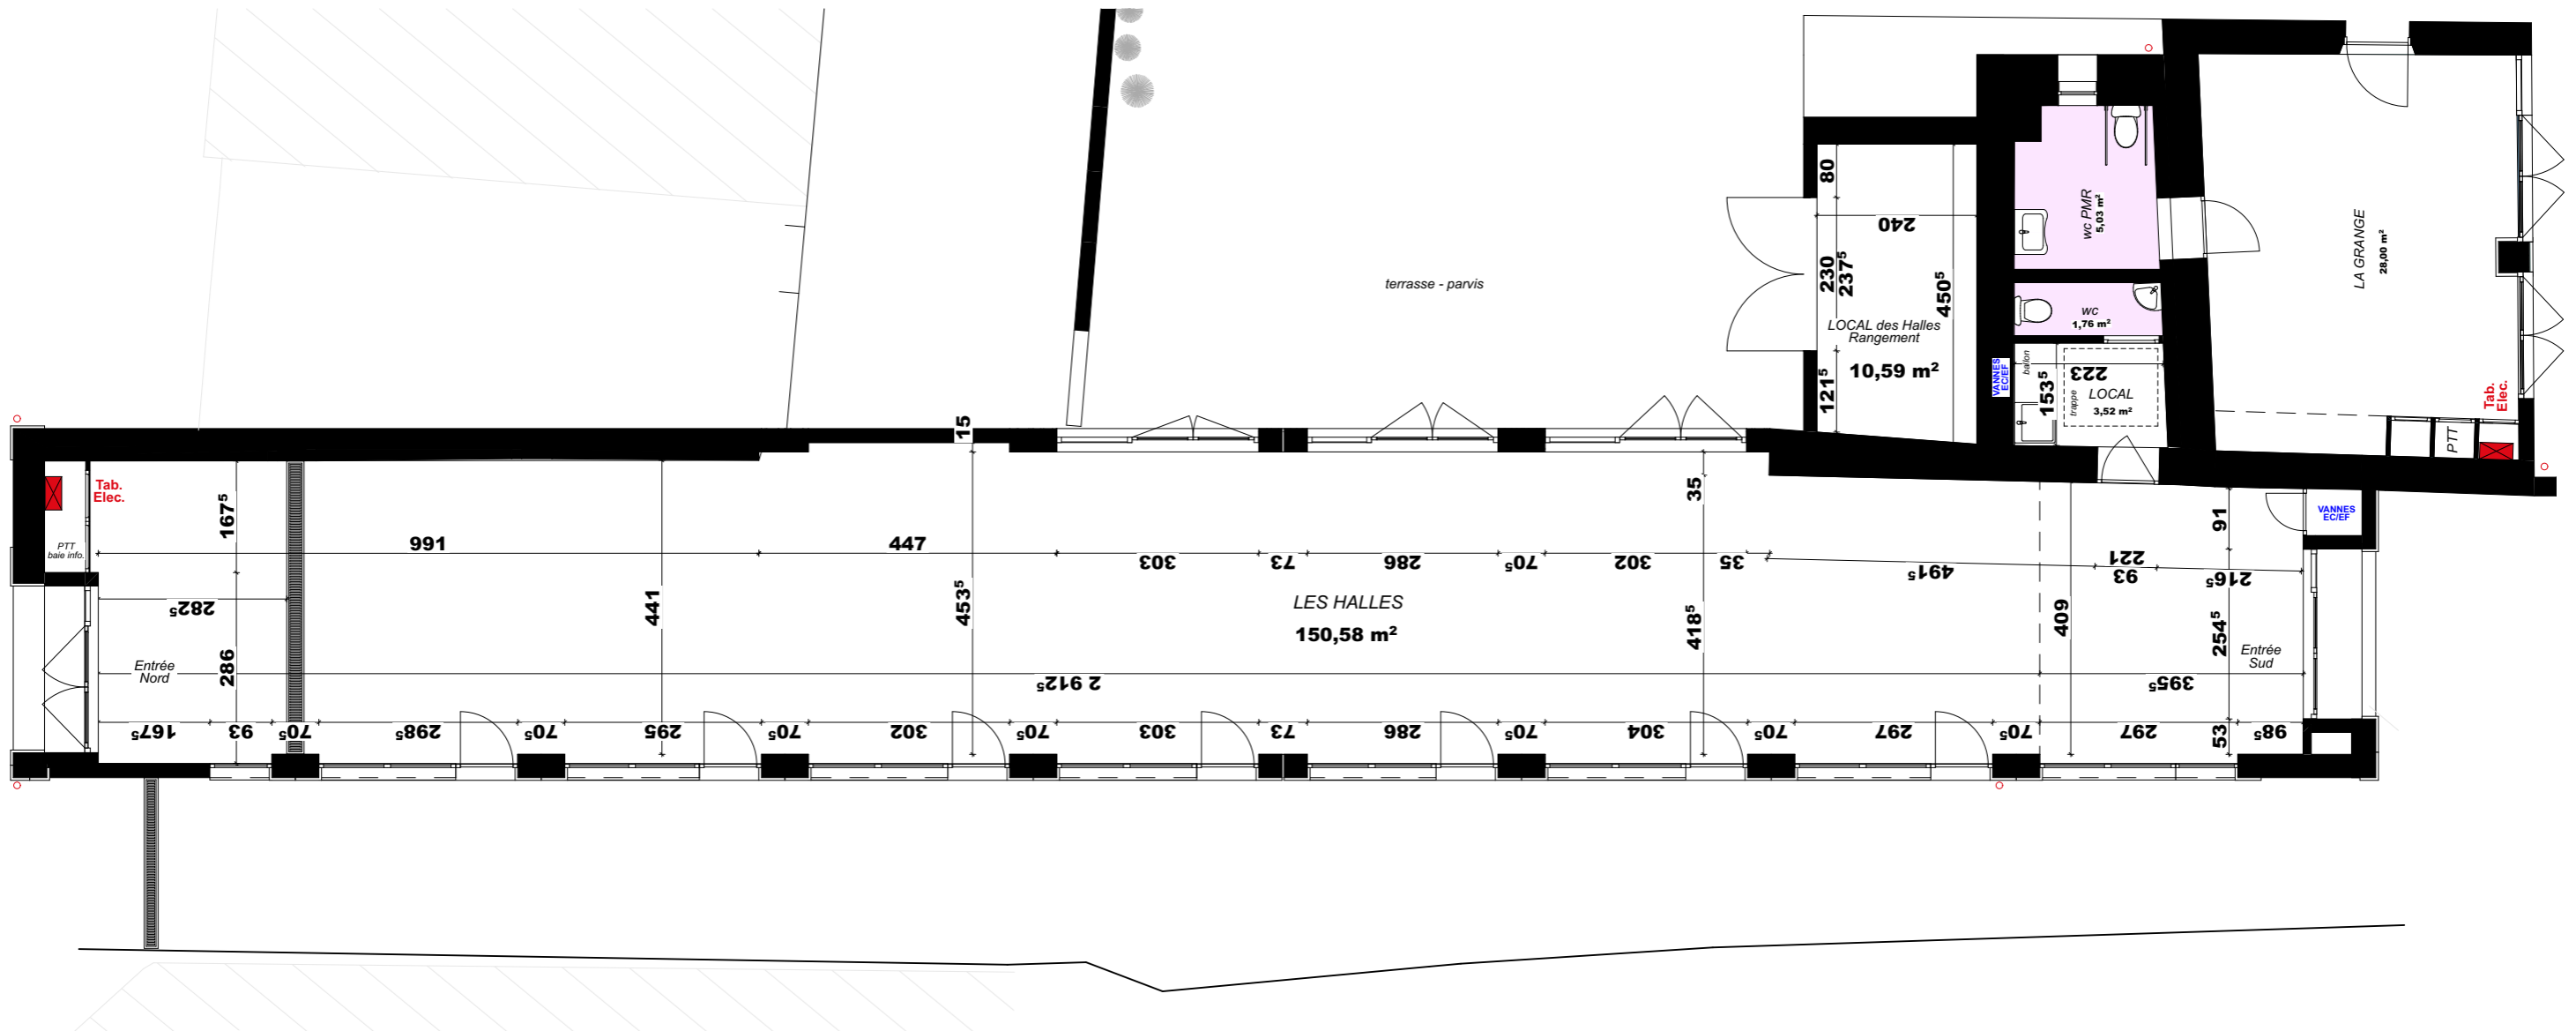 80
240
wc PMR
5,03 m²
LA GRANGE
28,00 m²
terrasse - parvis
230
237⁵
450⁵
LOCAL des Halles
Rangement
10,59 m²
121⁵
wc
1,76 m²
VANNES
EC/EF
ballon
223
153⁵
trappe
LOCAL
3,52 m²
Tab.
Elec.
PTT
15
Tab.
Elec.
PTT
baie info.
167⁵
35
91
VANNES
EC/EF
991
447
303
73
286
70⁵
302
35
491⁵
221
93
216⁵
282⁵
441
453⁵
LES HALLES
150,58 m²
418⁵
409
254⁵
Entrée
Nord
286
Entrée
Sud
2 912⁵
395⁵
167⁵
93
70⁵
298⁵
70⁵
295
70⁵
302
70⁵
303
73
286
70⁵
304
70⁵
297
70⁵
297
53
98⁵